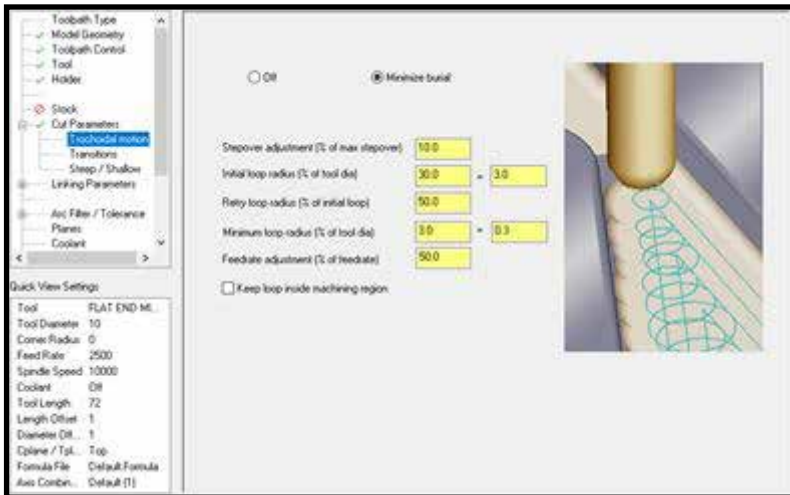 Toolpath Type
Model Geometry
Toolpath Control
Tool
Holder
Stock
Cut Parameters
Trochoidal motion
Transitions
Steep / Shallow
Linking Parameters
Arc Filter / Tolerance
Planes
Coolant
Quick View Settings
Tool FLAT END MI...
Tool Diameter 10
Corner Radius 0
Feed Rate 2500
Spindle Speed 10000
Coolant Off
Tool Length 72
Length Offset 1
Diameter Off... 1
Cplane / Tpl... Top
Formula File Default Formula
Axis Combin... Default (1)
Off Minimize burial
Stepover adjustment (% of max stepover) 10.0
Initial loop radius (% of tool dia) 30.0 = 3.0
Retry loop radius (% of initial loop) 50.0
Minimum loop radius (% of tool dia) 3.0 = 0.3
Feedrate adjustment (% of feedrate) 50.0
Keep loop inside machining region